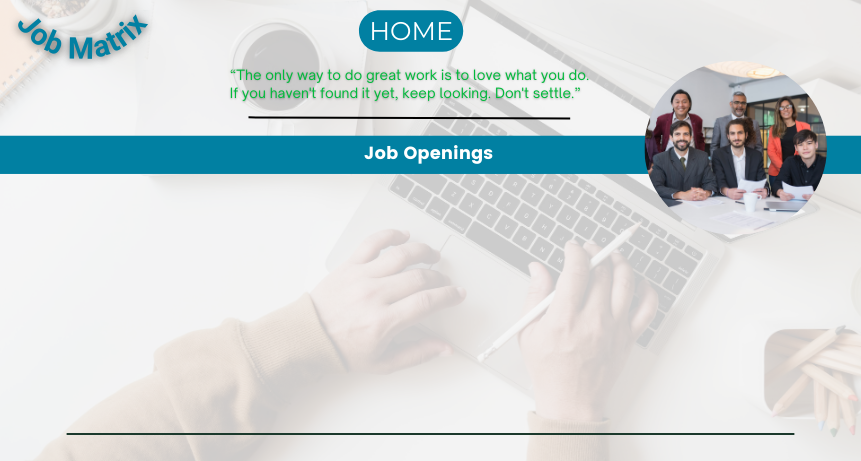 Job Matrix
HOME
“The only way to do great work is to love what you do.
If you haven't found it yet, keep looking. Don't settle.”
Job Openings